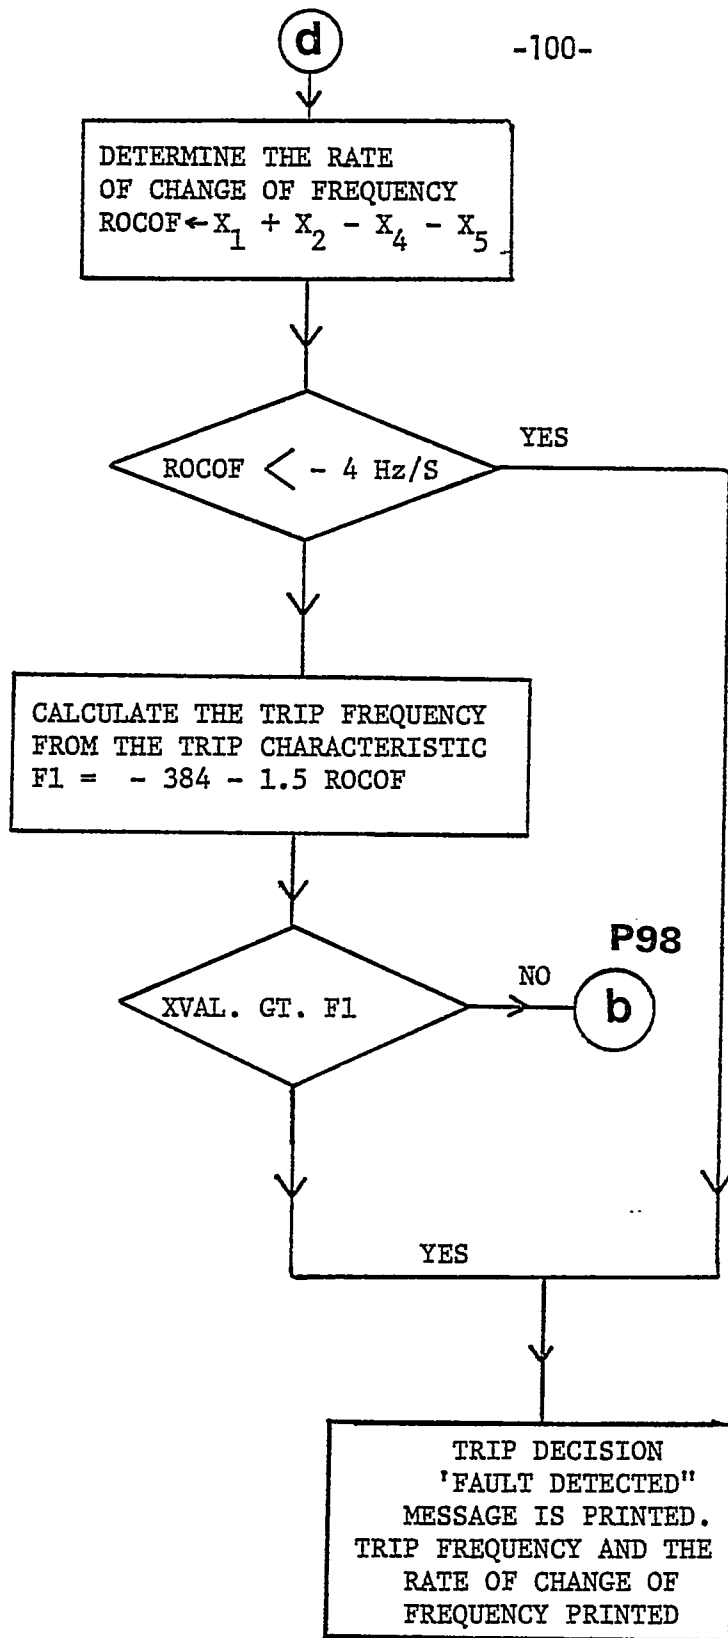 d
-100-
DETERMINE THE RATE
OF CHANGE OF FREQUENCY
ROCOF ← X1 + X2 - X4 - X5
YES
ROCOF < - 4 Hz/S
CALCULATE THE TRIP FREQUENCY
FROM THE TRIP CHARACTERISTIC
F1 = - 384 - 1.5 ROCOF
P98
NO
XVAL. GT. F1
b
YES
TRIP DECISION
'FAULT DETECTED"
MESSAGE IS PRINTED.
TRIP FREQUENCY AND THE
RATE OF CHANGE OF
FREQUENCY PRINTED